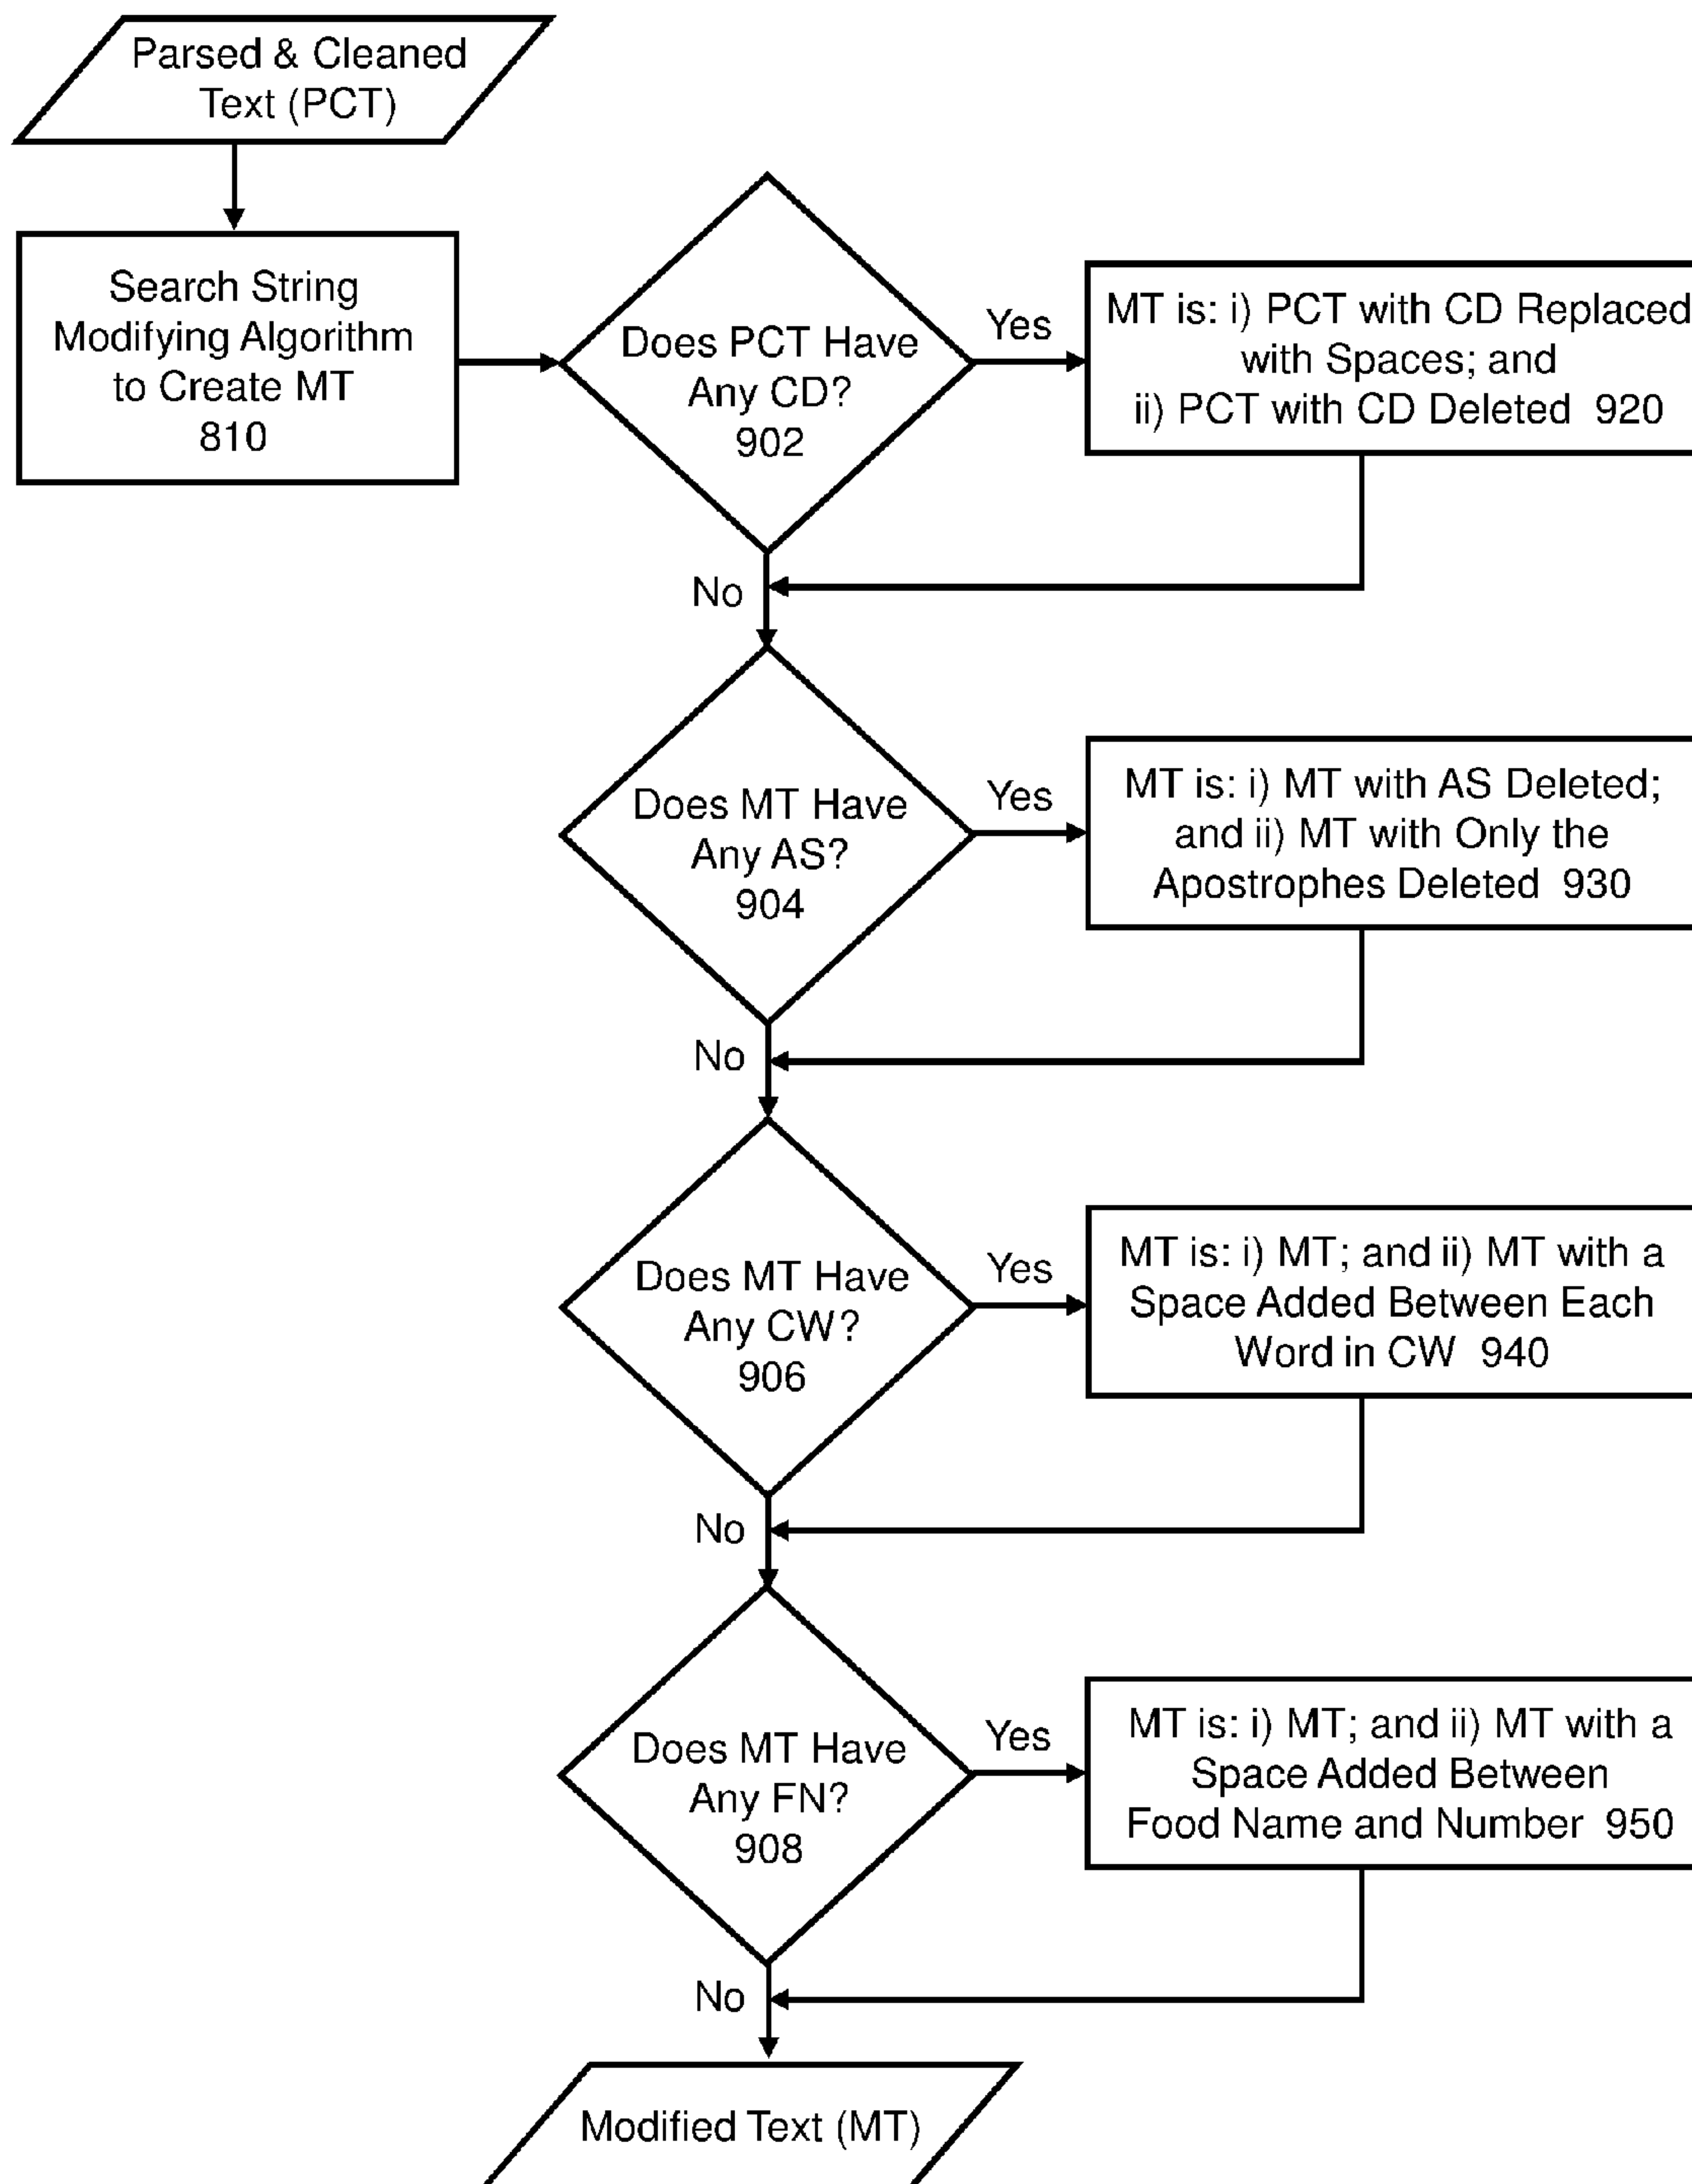 Parsed & Cleaned
Text (PCT)
Search String
Modifying Algorithm
to Create MT
810
Does PCT Have
Any CD?
902
Yes
MT is: i) PCT with CD Replaced
with Spaces; and
ii) PCT with CD Deleted 920
No
Does MT Have
Any AS?
904
Yes
MT is: i) MT with AS Deleted;
and ii) MT with Only the
Apostrophes Deleted 930
No
Does MT Have
Any CW?
906
Yes
MT is: i) MT; and ii) MT with a
Space Added Between Each
Word in CW 940
No
Does MT Have
Any FN?
908
Yes
MT is: i) MT; and ii) MT with a
Space Added Between
Food Name and Number 950
No
Modified Text (MT)